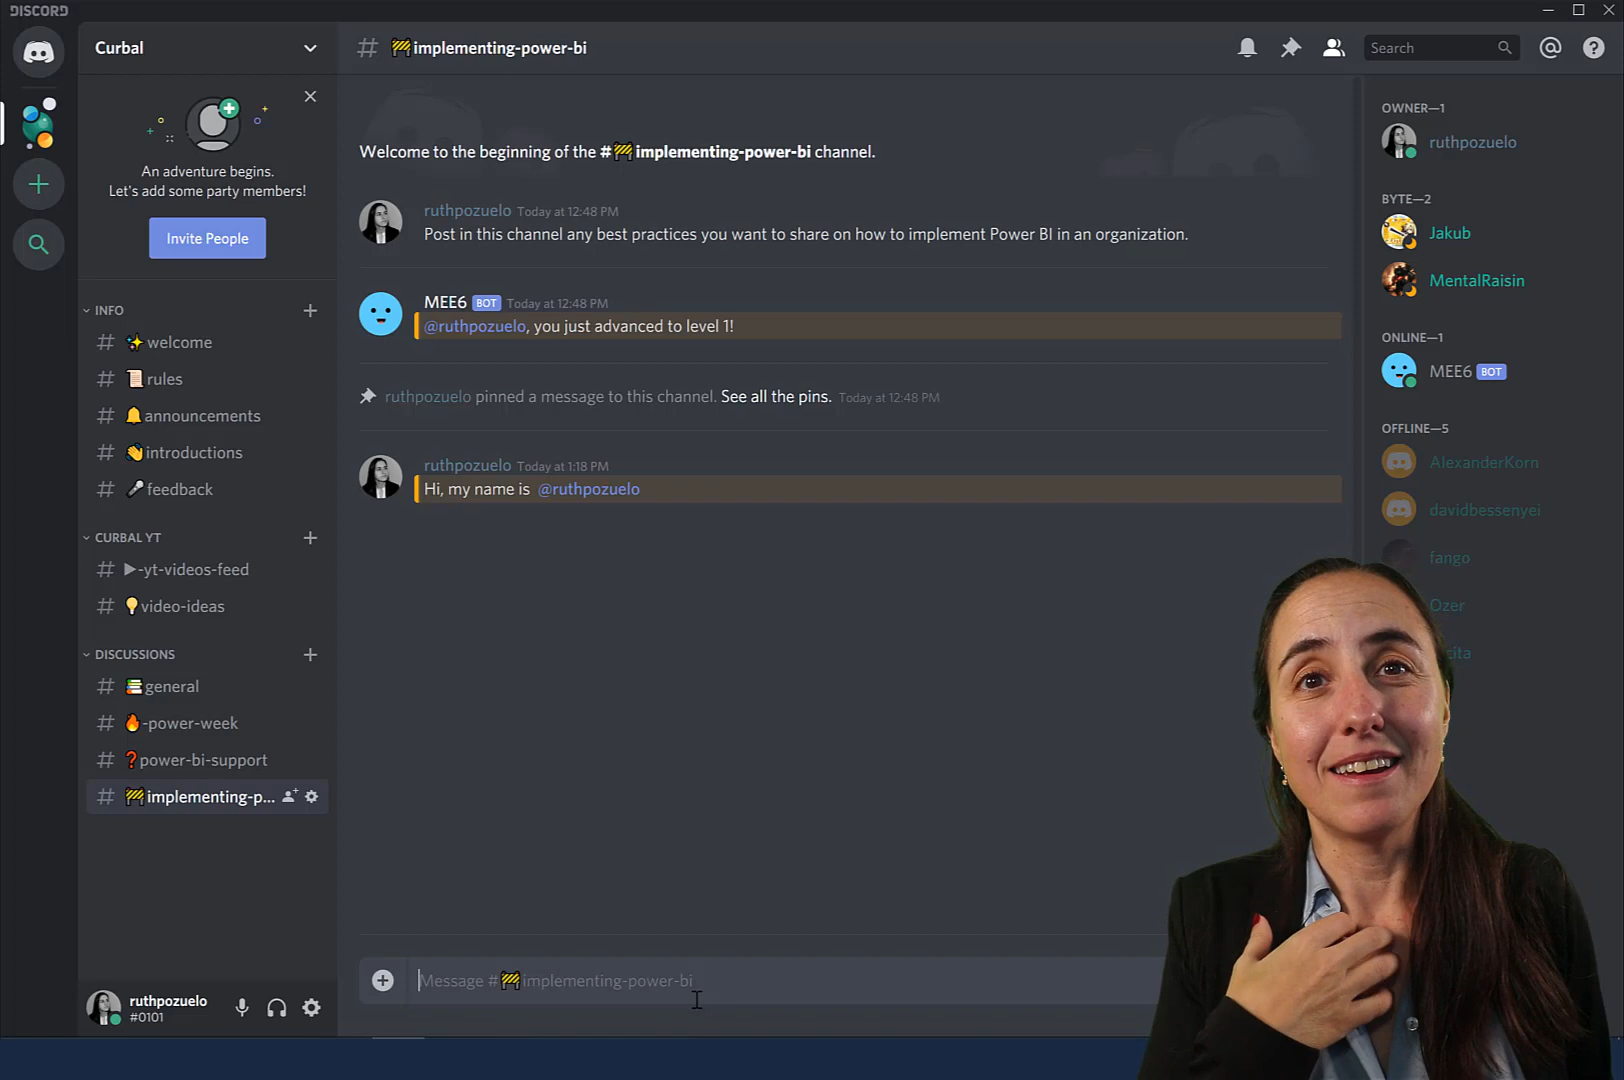 DISCORD
Curbal
# implementing-power-bi
Search
An adventure begins.
Let's add some party members!
Invite People
INFO
# welcome
# rules
# announcements
# introductions
# feedback
CURBAL YT
# -yt-videos-feed
# video-ideas
DISCUSSIONS
# general
# -power-week
# power-bi-support
# implementing-p...
ruthpozuelo
#0101
Welcome to the beginning of the #🚧implementing-power-bi channel.
ruthpozuelo Today at 12:48 PM
Post in this channel any best practices you want to share on how to implement Power BI in an organization.
MEE6 BOT Today at 12:48 PM
@ruthpozuelo, you just advanced to level 1!
ruthpozuelo pinned a message to this channel. See all the pins. Today at 12:48 PM
ruthpozuelo Today at 1:18 PM
Hi, my name is @ruthpozuelo
Message #🚧implementing-power-bi
OWNER—1
ruthpozuelo
BYTE—2
Jakub
MentalRaisin
ONLINE—1
MEE6 BOT
OFFLINE—5
AlexanderKorn
davidbessenyei
fango
Ozer